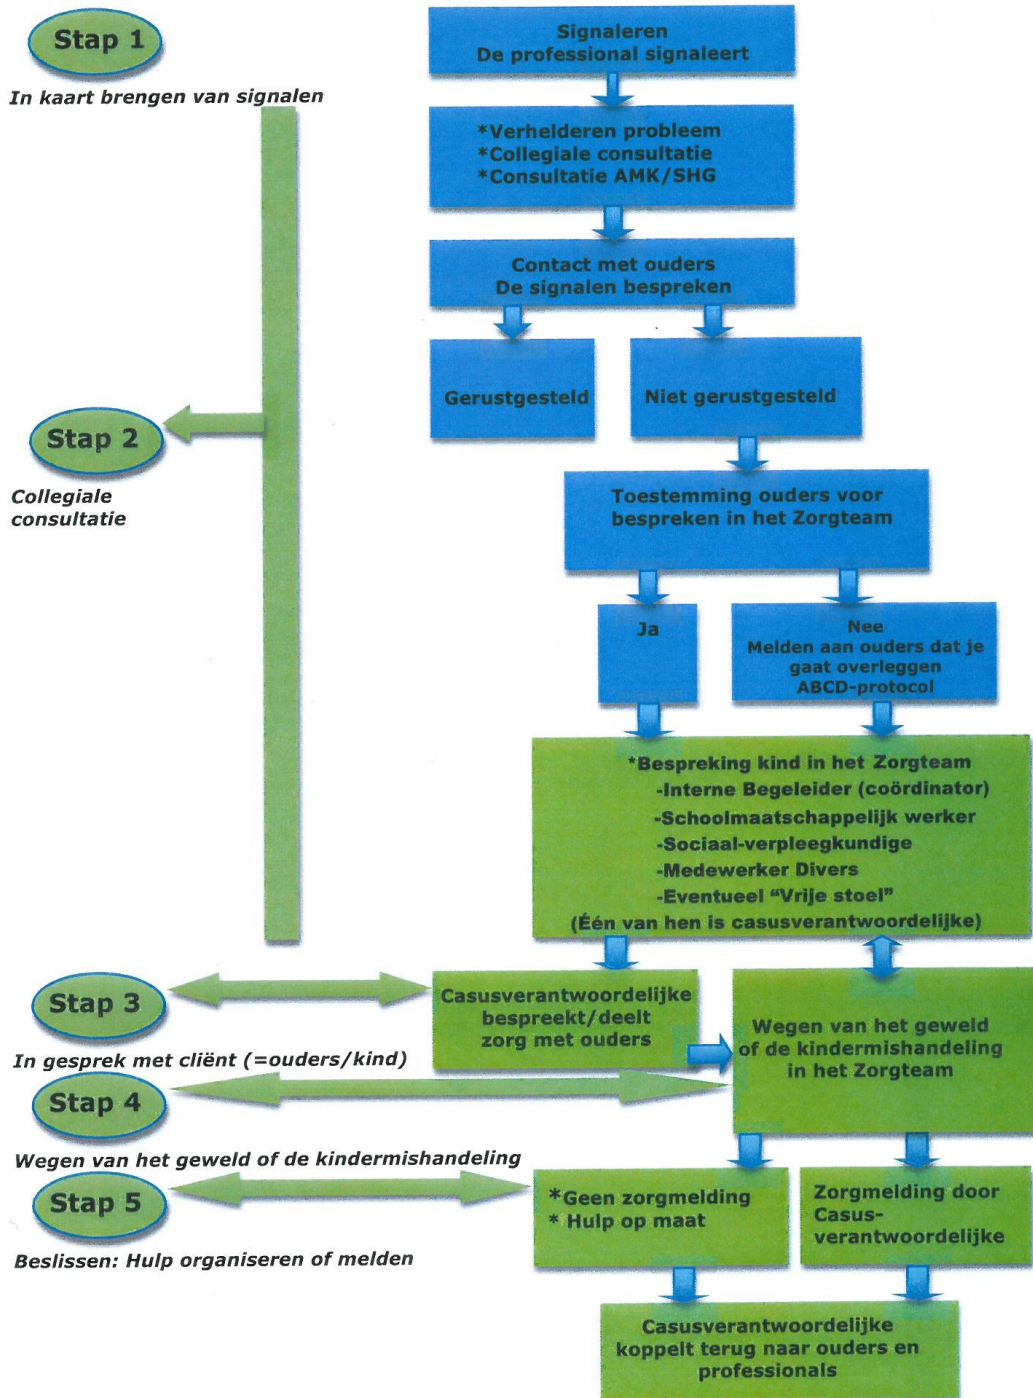 Stap 1
In kaart brengen van signalen
Signaleren
De professional signaleert
*Verhelderen probleem
*Collegiale consultatie
*Consultatie AMK/SHG
Contact met ouders
De signalen bespreken
Gerustgesteld
Niet gerustgesteld
Stap 2
Collegiale
consultatie
Toestemming ouders voor
bespreken in het Zorgteam
Ja
Nee
Melden aan ouders dat je
gaat overleggen
ABCD-protocol
*Bespreking kind in het Zorgteam
-Interne Begeleider (coördinator)
-Schoolmaatschappelijk werker
-Sociaal-verpleegkundige
-Medewerker Divers
-Eventueel “Vrije stoel”
(Één van hen is casusverantwoordelijke)
Stap 3
In gesprek met cliënt (=ouders/kind)
Casusverantwoordelijke
bespreekt/deelt
zorg met ouders
Wegen van het geweld
of de kindermishandeling
in het Zorgteam
Stap 4
Wegen van het geweld of de kindermishandeling
Stap 5
Beslissen: Hulp organiseren of melden
*Geen zorgmelding
* Hulp op maat
Zorgmelding door
Casus-
verantwoordelijke
Casusverantwoordelijke
koppelt terug naar ouders en
professionals